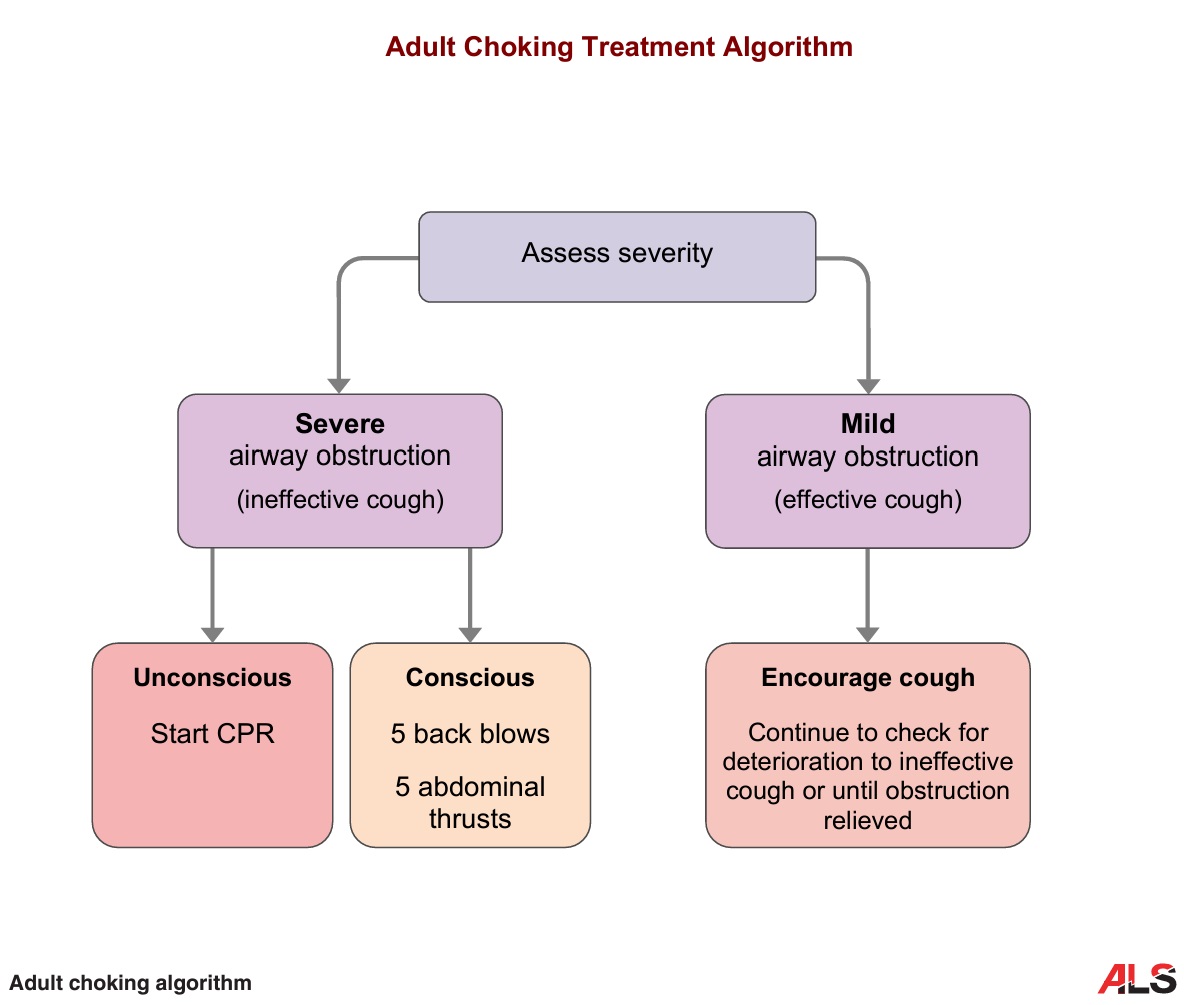 Adult Choking Treatment Algorithm
Assess severity
Severe
airway obstruction
(ineffective cough)
Mild
airway obstruction
(effective cough)
Unconscious
Start CPR
Conscious
5 back blows
5 abdominal
thrusts
Encourage cough
Continue to check for
deterioration to ineffective
cough or until obstruction
relieved
Adult choking algorithm
ALS